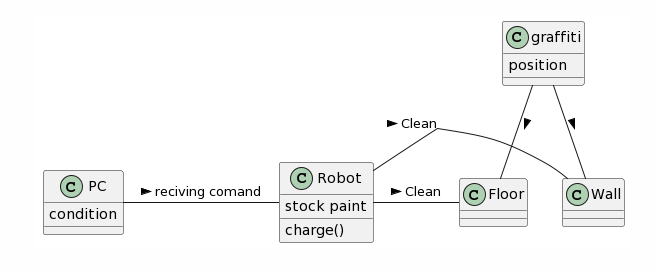 C graffiti
position
Clean
C PC
condition
reciving comand
C Robot
stock paint
charge()
Clean
C Floor
C Wall